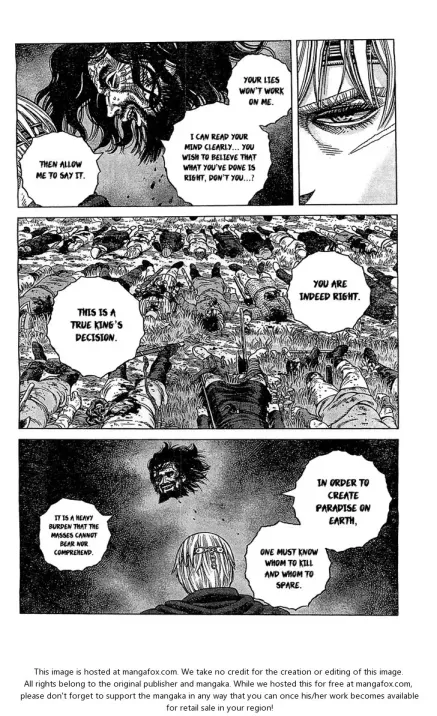 YOUR LIES
WON'T WORK
ON ME.
I CAN READ YOUR
MIND CLEARLY... YOU
WISH TO BELIEVE THAT
WHAT YOU'VE DONE IS
RIGHT, DON'T YOU...?
THEN ALLOW
ME TO SAY IT.
YOU ARE
INDEED RIGHT.
THIS IS A
TRUE KING'S
DECISION.
IN ORDER TO
CREATE
PARADISE ON
EARTH,
ONE MUST KNOW
WHOM TO KILL
AND WHOM TO
SPARE.
IT IS A HEAVY
BURDEN THAT THE
MASSES CANNOT
BEAR NOR
COMPREHEND.
This image is hosted at mangafox.com. We take no credit for the creation or editing of this image.
All rights belong to the original publisher and mangaka. While we hosted this for free at mangafox.com,
please don't forget to support the mangaka in any way that you can once his/her work becomes available
for retail sale in your region!